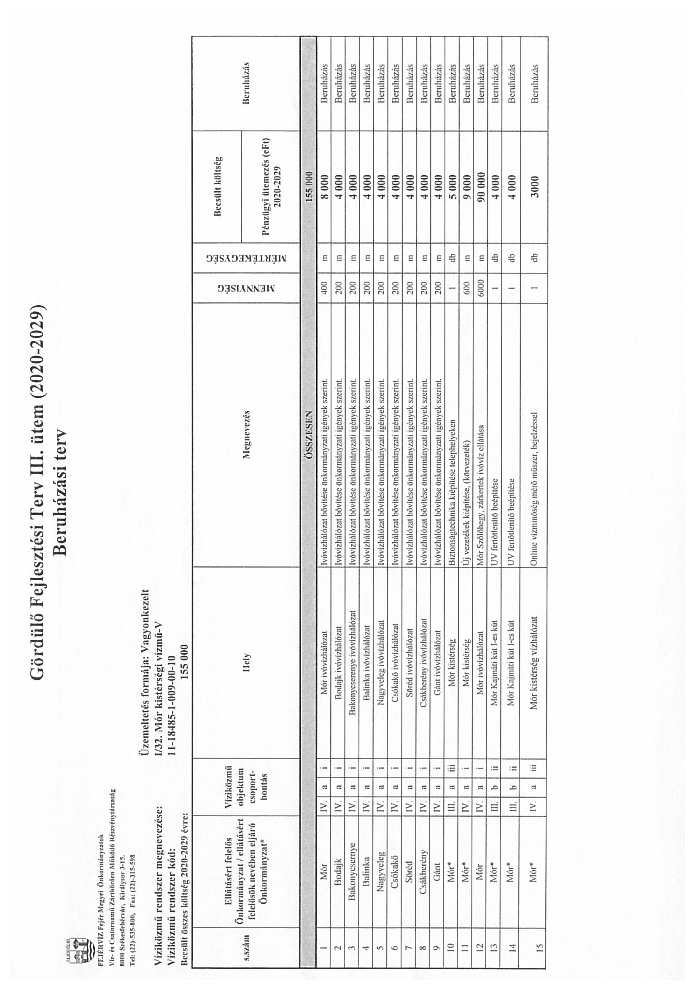 Gördülő Fejlesztési Terv III. ütem (2020-2029)
Beruházási terv
FEJÉRVÍZ Fejér Megyei Önkormányzatok
Víz- és Csatornamű Zártkörűen Működő Részvénytársaság
8000 Székesfehérvár, Királysor 3-15.
Tel: (22)-535-800, Fax: (22)-315-598
Üzemeltetés formája: Vagyonkezelt
Víziközmű rendszer megnevezése: I/32. Mór kistérségi vízmű-V
Víziközmű rendszer kód: 11-18485-1-009-00-10
Becsült összes költség 2020-2029 évre: 155 000
s.szám
Ellátásért felelős
Önkormányzat / ellátásért
felelősök nevében eljáró
Önkormányzat*
Víziközmű
objektum
csoport-
bontás
Hely
Megnevezés
MENNYISÉG
MÉRTÉKEGYSÉG
Becsült költség
Pénzügyi ütemezés (eFt)
2020-2029
Beruházás
ÖSSZESEN 155 000
1 Mór IV. a i Mór ivóvízhálózat Ivóvízhálózat bővítése önkormányzati igények szerint. 400 m 8 000 Beruházás
2 Bodajk IV. a i Bodajk ivóvízhálózat Ivóvízhálózat bővítése önkormányzati igények szerint. 200 m 4 000 Beruházás
3 Bakonycsernye IV. a i Bakonycserenye ivóvízhálózat Ivóvízhálózat bővítése önkormányzati igények szerint. 200 m 4 000 Beruházás
4 Balinka IV. a i Balinka ivóvízhálózat Ivóvízhálózat bővítése önkormányzati igények szerint. 200 m 4 000 Beruházás
5 Nagyveleg IV. a i Nagyveleg ivóvízhálózat Ivóvízhálózat bővítése önkormányzati igények szerint. 200 m 4 000 Beruházás
6 Csókakő IV. a i Csókakő ivóvízhálózat Ivóvízhálózat bővítése önkormányzati igények szerint. 200 m 4 000 Beruházás
7 Söréd IV. a i Söréd ivóvízhálózat Ivóvízhálózat bővítése önkormányzati igények szerint. 200 m 4 000 Beruházás
8 Csákberény IV. a i Csákberény ivóvízhálózat Ivóvízhálózat bővítése önkormányzati igények szerint. 200 m 4 000 Beruházás
9 Gánt IV. a i Gánt ivóvízhálózat Ivóvízhálózat bővítése önkormányzati igények szerint. 200 m 4 000 Beruházás
10 Mór* III. a iii Mór kistérség Biztonságtechnika kiépítése telephelyeken 1 db 5 000 Beruházás
11 Mór* IV. a i Mór kistérség Új vezetékek kiépítése, (körvezeték) 600 m 9 000 Beruházás
12 Mór IV. a i Mór ivóvízhálózat Mór Szőlőhegy, zárkertek ivóvíz ellátása 6000 m 90 000 Beruházás
13 Mór* III. b ii Mór Kajmáti kút I-es kút UV fertőtlenítő beépítése 1 db 4 000 Beruházás
14 Mór* III. b ii Mór Kajmáti kút I-es kút UV fertőtlenítő beépítése 1 db 4 000 Beruházás
15 Mór* IV. a iii Mór kistérség vízhálózat Online vízminőség mérő műszer, bejelzéssel 1 db 3000 Beruházás